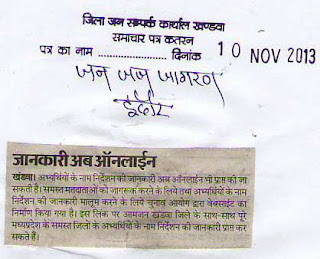 जिला जन सम्पर्क कार्याल खण्डवा
समाचार पत्र कतरन
पत्र का नाम ........................ दिनांक 10 NOV 2013
जन जन जागरण
इंदौर
जानकारी अब ऑनलाईन
खंडवा। अभ्यर्थियों के नाम निर्देशन की जानकारी अब ऑनलाईन भी प्राप्त की जा
सकती है। समस्त मतदाताओं को जागरूक करने के लिये तथा अभ्यर्थियों के नाम
निर्देशन की जानकारी मालूम करने के लिए चुनाव आयोग द्वारा वेबसाईट का
निर्माण किया गया है। इस लिंक पर आमजन खंडवा जिले के साथ-साथ पूरे
मध्यप्रदेश के समस्त जिलों के अभ्यर्थियों के नाम निर्देशन की जानकारी प्राप्त कर
सकते हैं।